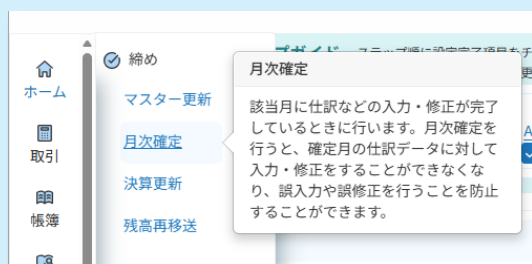 ホーム
取引
帳簿
締め
マスター更新
月次確定
決算更新
残高再移送
月次確定
該当月に仕訳などの入力・修正が完了
しているときに行います。月次確定を
行うと、確定月の仕訳データに対して
入力・修正をすることができなくな
り、誤入力や誤修正を行うことを防止
することができます。